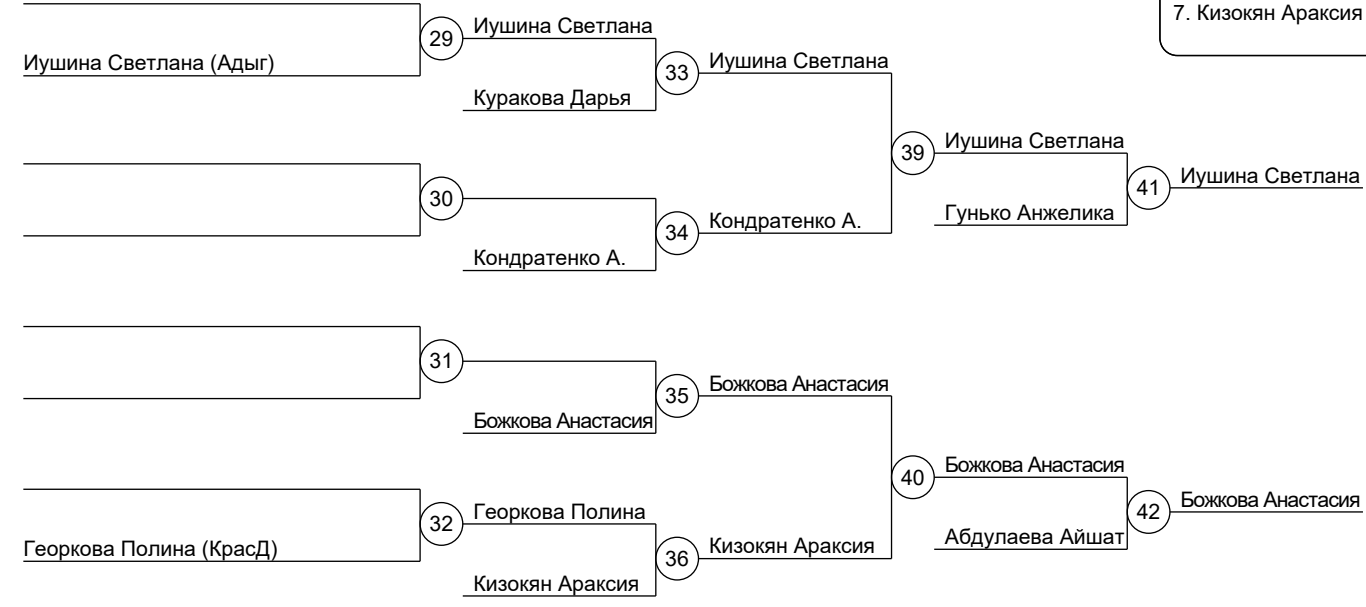 7. Кизокян Араксия
29
Иушина Светлана
Иушина Светлана (Адыг)
33
Иушина Светлана
Куракова Дарья
39
Иушина Светлана
41
Иушина Светлана
30
34
Кондратенко А.
Гунько Анжелика
Кондратенко А.
31
35
Божкова Анастасия
Божкова Анастасия
40
Божкова Анастасия
42
Божкова Анастасия
32
Георкова Полина
Абдулаева Айшат
Георкова Полина (КрасД)
36
Кизокян Араксия
Кизокян Араксия